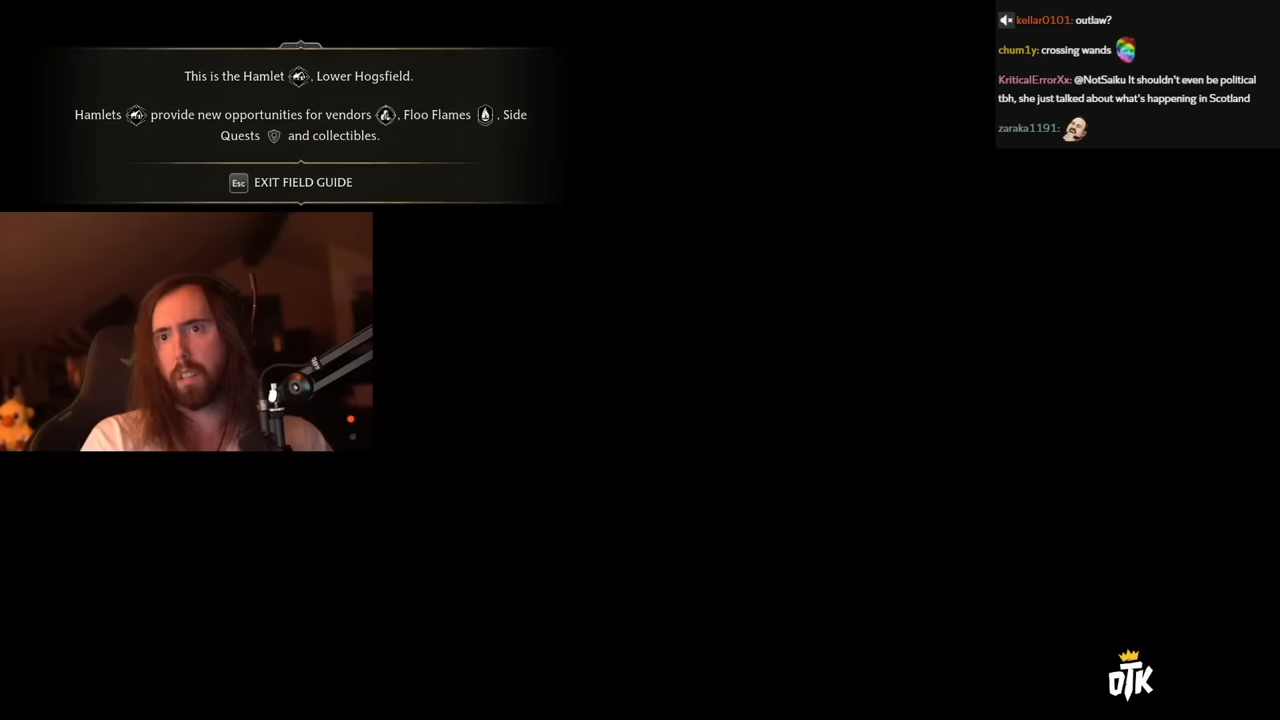 This is the Hamlet , Lower Hogsfield.
Hamlets provide new opportunities for vendors , Floo Flames , Side
Quests and collectibles.
Esc EXIT FIELD GUIDE
kellar0101: outlaw?
chum1y: crossing wands
KriticalErrorXx: @NotSaiku It shouldn't even be political
tbh, she just talked about what's happening in Scotland
zaraka1191:
OTK